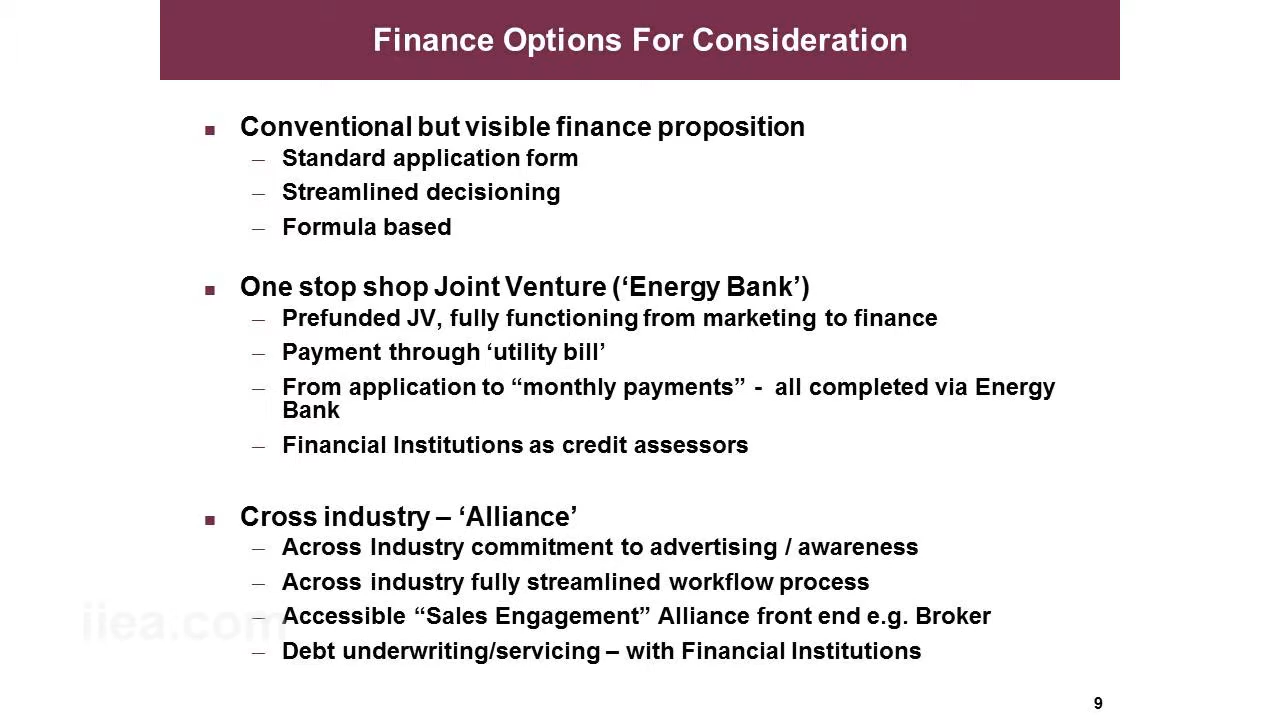 Finance Options For Consideration
■ Conventional but visible finance proposition
– Standard application form
– Streamlined decisioning
– Formula based
■ One stop shop Joint Venture (‘Energy Bank’)
– Prefunded JV, fully functioning from marketing to finance
– Payment through ‘utility bill’
– From application to “monthly payments” - all completed via Energy
Bank
– Financial Institutions as credit assessors
■ Cross industry – ‘Alliance’
– Across Industry commitment to advertising / awareness
– Across industry fully streamlined workflow process
– Accessible “Sales Engagement” Alliance front end e.g. Broker
iiea.com
– Debt underwriting/servicing – with Financial Institutions
9